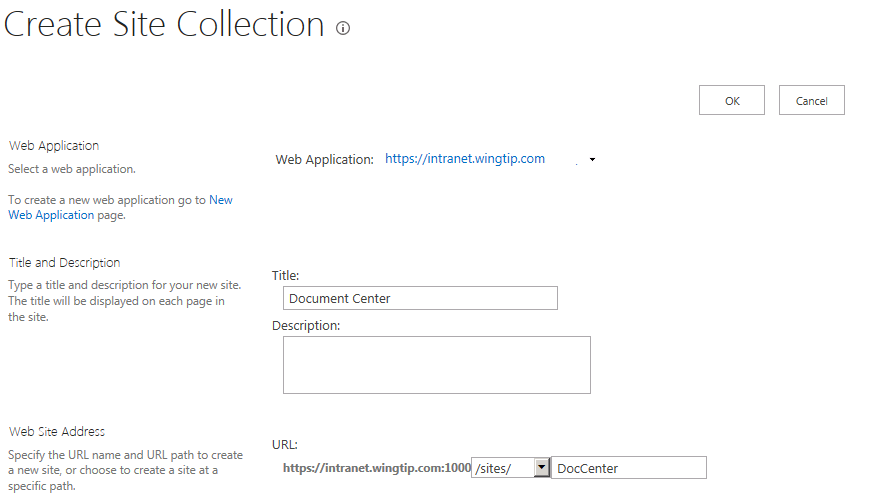 Create Site Collection
OK Cancel
Web Application
Select a web application.
Web Application: https://intranet.wingtip.com
To create a new web application go to New
Web Application page.
Title and Description
Type a title and description for your new site.
The title will be displayed on each page in
the site.
Title:
Document Center
Description:
Web Site Address
Specify the URL name and URL path to create
a new site, or choose to create a site at a
specific path.
URL:
https://intranet.wingtip.com:1000 /sites/ DocCenter